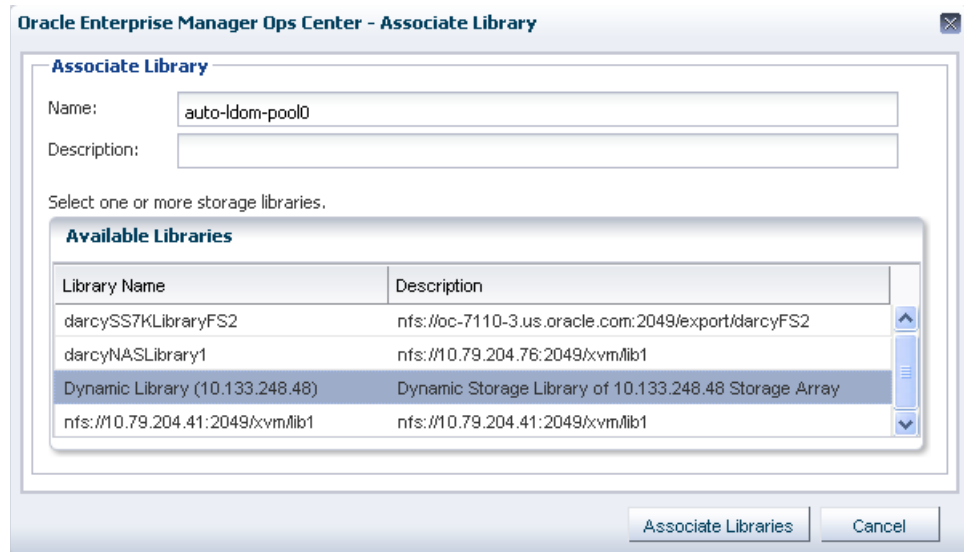 Oracle Enterprise Manager Ops Center - Associate Library
Associate Library
Name: auto-ldom-pool0
Description:
Select one or more storage libraries.
Available Libraries
Library Name Description
darcySS7KLibraryFS2 nfs://oc-7110-3.us.oracle.com:2049/export/darcyFS2
darcyNASLibrary1 nfs://10.79.204.76:2049/xvm/lib1
Dynamic Library (10.133.248.48) Dynamic Storage Library of 10.133.248.48 Storage Array
nfs://10.79.204.41:2049/xvm/lib1 nfs://10.79.204.41:2049/xvm/lib1
Associate Libraries Cancel